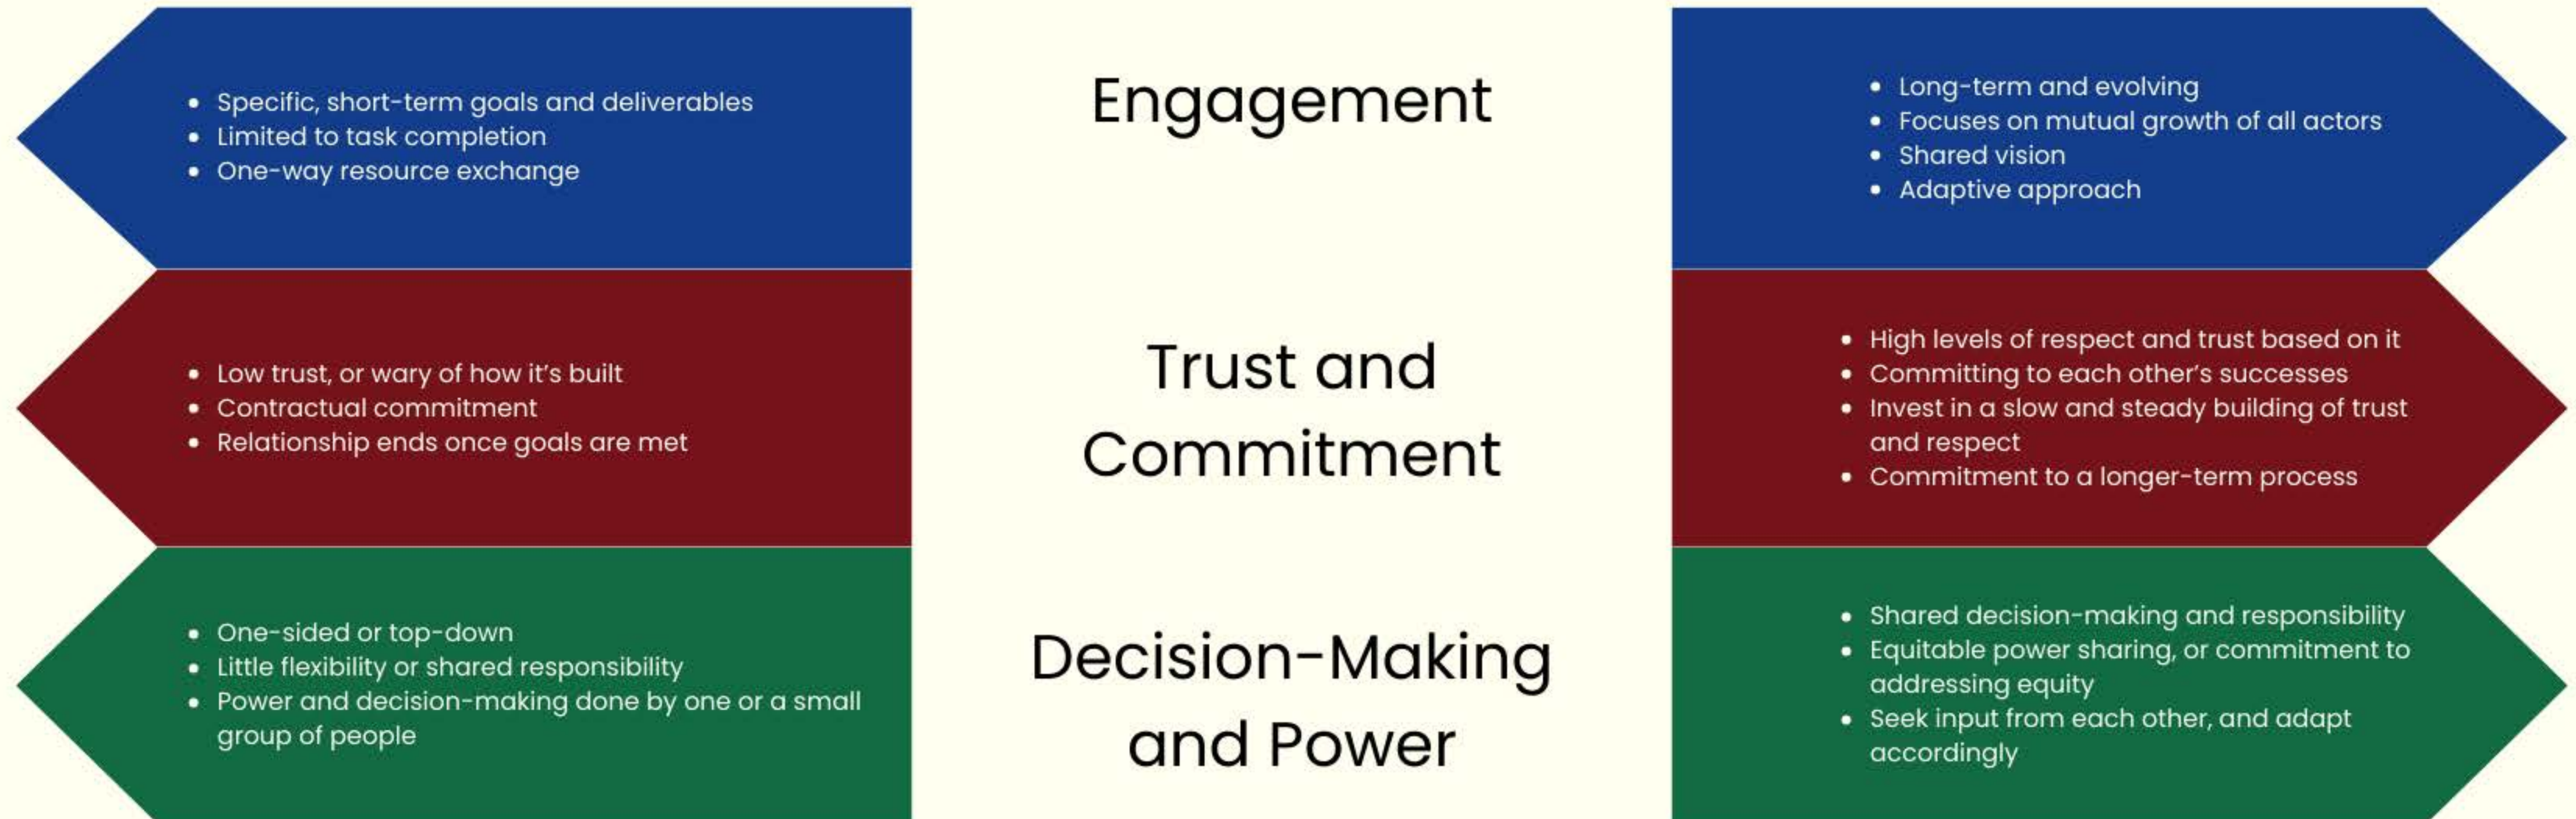 • Specific, short-term goals and deliverables
• Limited to task completion
• One-way resource exchange
Engagement
• Long-term and evolving
• Focuses on mutual growth of all actors
• Shared vision
• Adaptive approach
• Low trust, or wary of how it’s built
• Contractual commitment
• Relationship ends once goals are met
Trust and
Commitment
• High levels of respect and trust based on it
• Committing to each other’s successes
• Invest in a slow and steady building of trust
and respect
• Commitment to a longer-term process
• One-sided or top-down
• Little flexibility or shared responsibility
• Power and decision-making done by one or a small
group of people
Decision-Making
and Power
• Shared decision-making and responsibility
• Equitable power sharing, or commitment to
addressing equity
• Seek input from each other, and adapt
accordingly